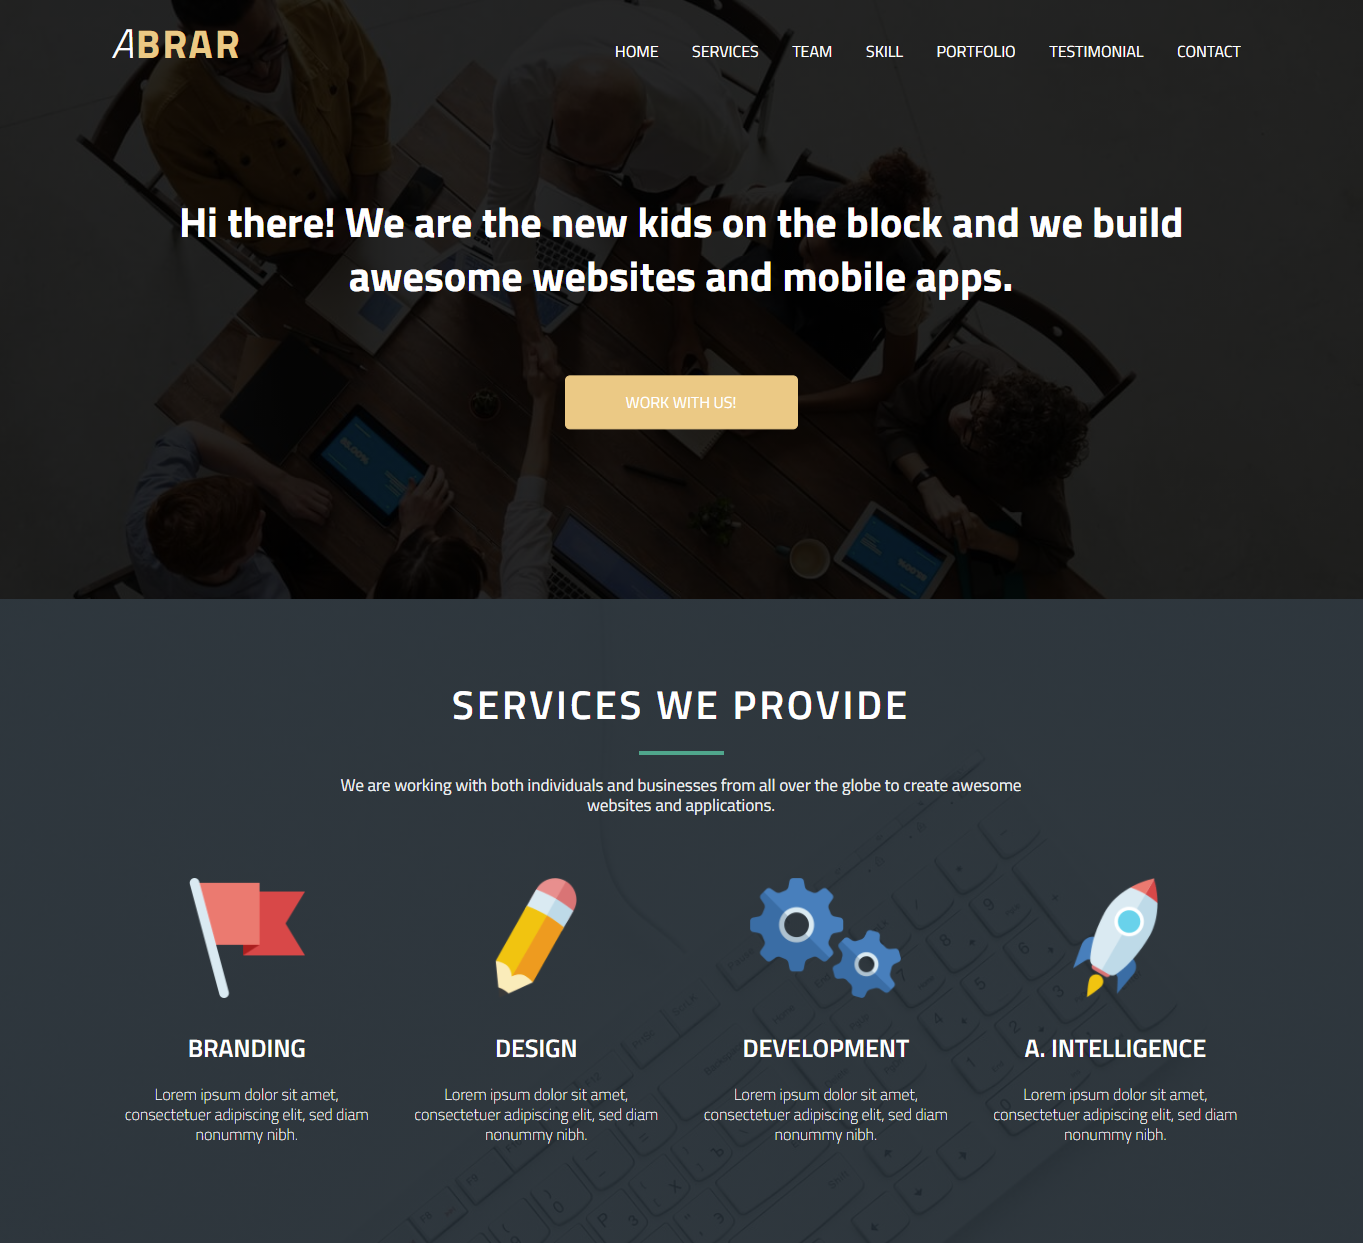 ABRAR
HOME SERVICES TEAM SKILL PORTFOLIO TESTIMONIAL CONTACT
Hi there! We are the new kids on the block and we build
awesome websites and mobile apps.
WORK WITH US!
SERVICES WE PROVIDE
We are working with both individuals and businesses from all over the globe to create awesome
websites and applications.
BRANDING
Lorem ipsum dolor sit amet,
consectetuer adipiscing elit, sed diam
nonummy nibh.
DESIGN
Lorem ipsum dolor sit amet,
consectetuer adipiscing elit, sed diam
nonummy nibh.
DEVELOPMENT
Lorem ipsum dolor sit amet,
consectetuer adipiscing elit, sed diam
nonummy nibh.
A. INTELLIGENCE
Lorem ipsum dolor sit amet,
consectetuer adipiscing elit, sed diam
nonummy nibh.